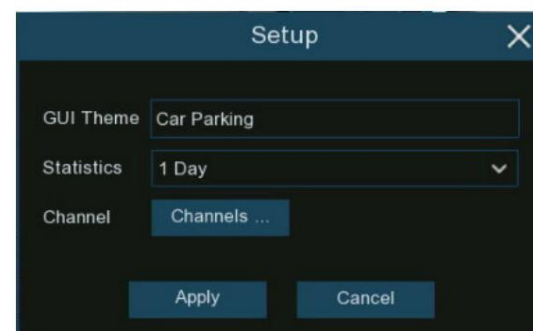 Setup
GUI Theme Car Parking
Statistics 1 Day
Channel Channels ...
Apply Cancel